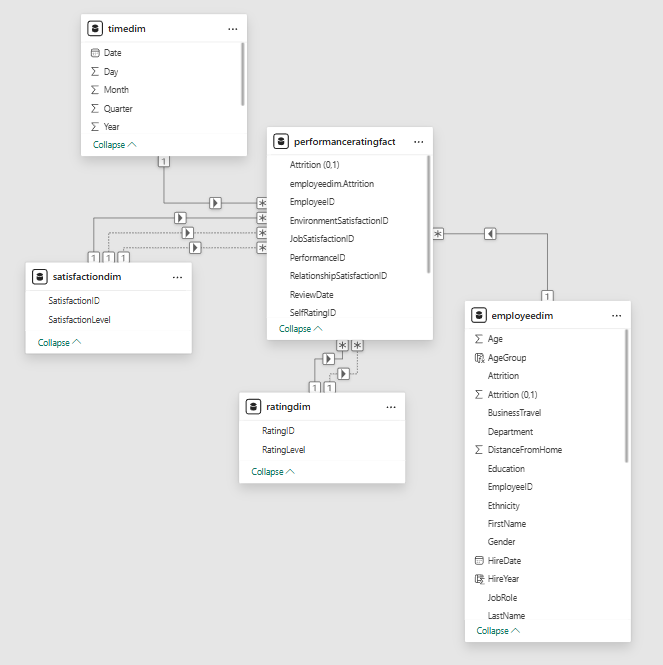 timedim
Date
Day
Month
Quarter
Year
Collapse
1
performanceratingfact
Attrition (0,1)
employeedim.Attrition
EmployeeID
EnvironmentSatisfactionID
JobSatisfactionID
PerformanceID
RelationshipSatisfactionID
ReviewDate
SelfRatingID
Collapse
*
*
*
*
*
1
1
1
satisfactiondim
SatisfactionID
SatisfactionLevel
Collapse
1
employeedim
Age
AgeGroup
Attrition
Attrition (0,1)
BusinessTravel
Department
DistanceFromHome
Education
EmployeeID
Ethnicity
FirstName
Gender
HireDate
HireYear
JobRole
LastName
Collapse
*
*
1
1
ratingdim
RatingID
RatingLevel
Collapse